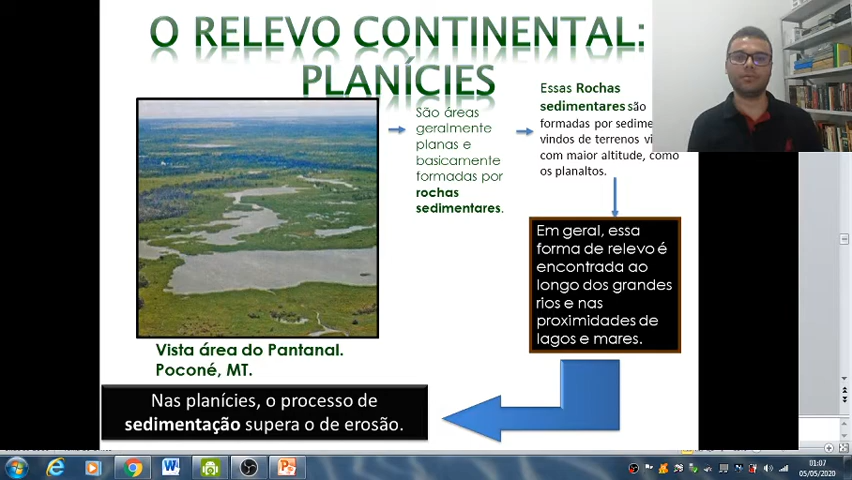 O RELEVO CONTINENTAL:
PLANÍCIES
São áreas
geralmente
planas e
basicamente
formadas por
rochas
sedimentares.
Essas Rochas
sedimentares são
formadas por
vindos de terrenos
com maior altitude, como
os planaltos.
Em geral, essa
forma de relevo é
encontrada ao
longo dos grandes
rios e nas
proximidades de
lagos e mares.
Vista área do Pantanal.
Poconé, MT.
Nas planícies, o processo de
sedimentação supera o de erosão.
01:07
05/05/2020